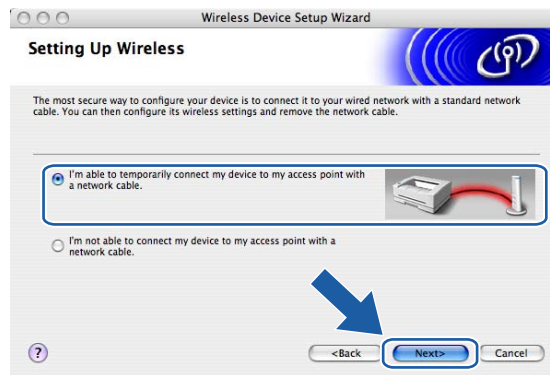 Wireless Device Setup Wizard
Setting Up Wireless
The most secure way to configure your device is to connect it to your wired network with a standard network
cable. You can then configure its wireless settings and remove the network cable.
I'm able to temporarily connect my device to my access point with
a network cable.
I'm not able to connect my device to my access point with a
network cable.
? <Back Next> Cancel